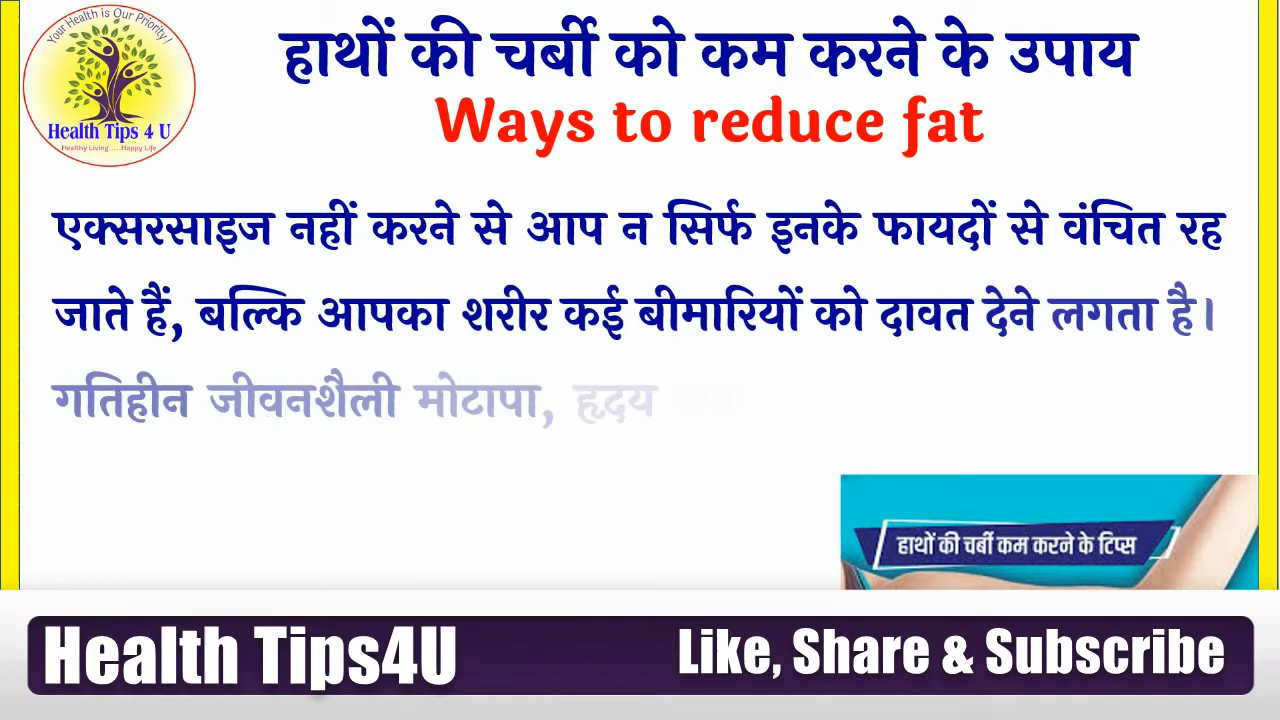 Your Health is Our Priority!
Health Tips 4 U
Healthy Living ....Happy Life
हाथों की चर्बी को कम करने के उपाय
Ways to reduce fat
एक्सरसाइज नहीं करने से आप न सिर्फ इनके फायदों से वंचित रह
जाते हैं, बल्कि आपका शरीर कई बीमारियों को दावत देने लगता है।
गतिहीन जीवनशैली मोटापा, हृदय
हाथों की चर्बी कम करने के टिप्स
Health Tips4U
Like, Share & Subscribe